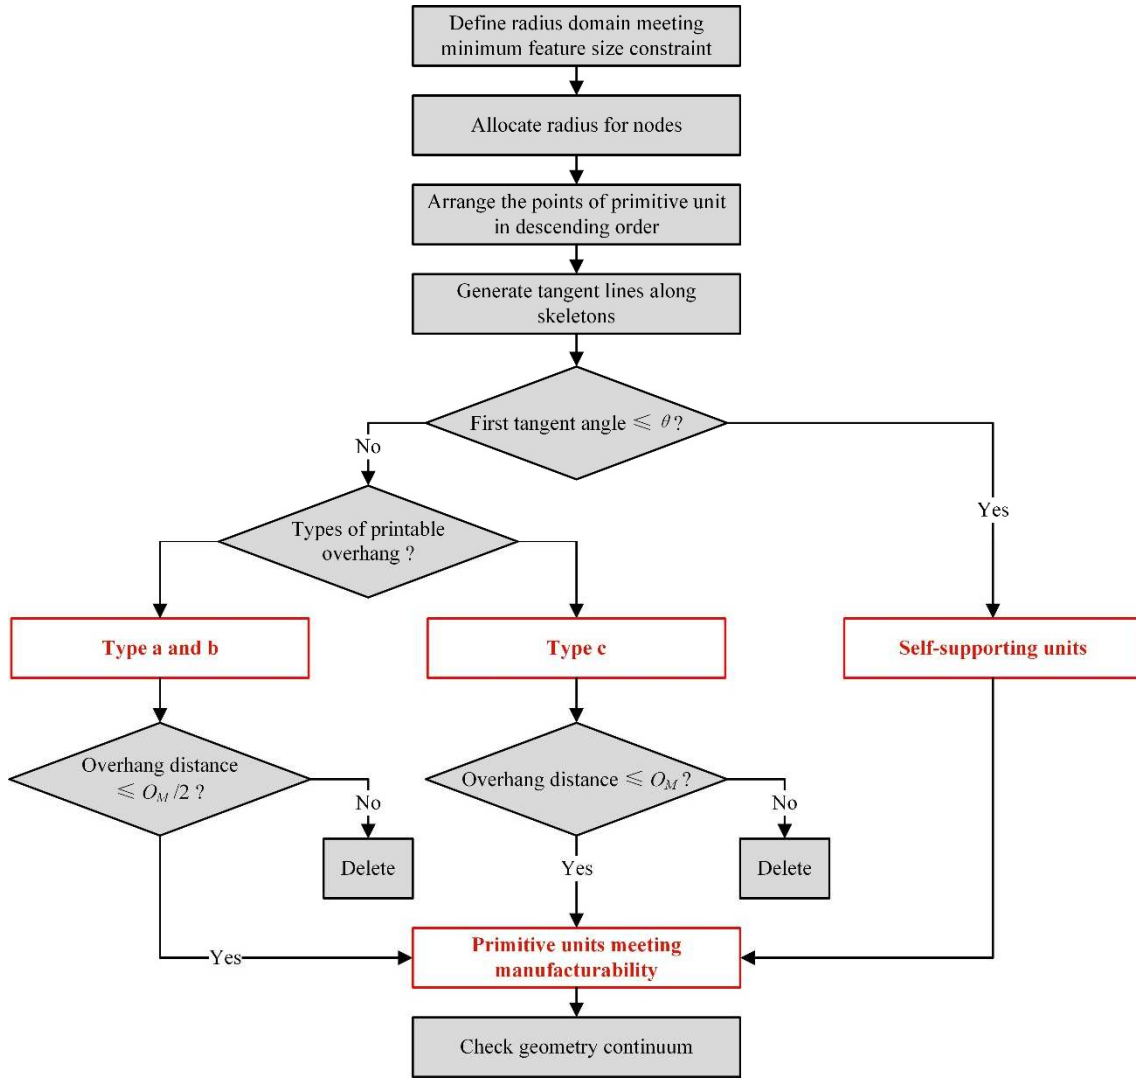 Define radius domain meeting
minimum feature size constraint
Allocate radius for nodes
Arrange the points of primitive unit
in descending order
Generate tangent lines along
skeletons
First tangent angle ≤ θ?
No
Yes
Types of printable
overhang ?
Type a and b
Type c
Self-supporting units
Overhang distance
≤ O_M/2 ?
No
Delete
Overhang distance ≤ O_M?
No
Delete
Yes
Yes
Primitive units meeting
manufacturability
Check geometry continuum